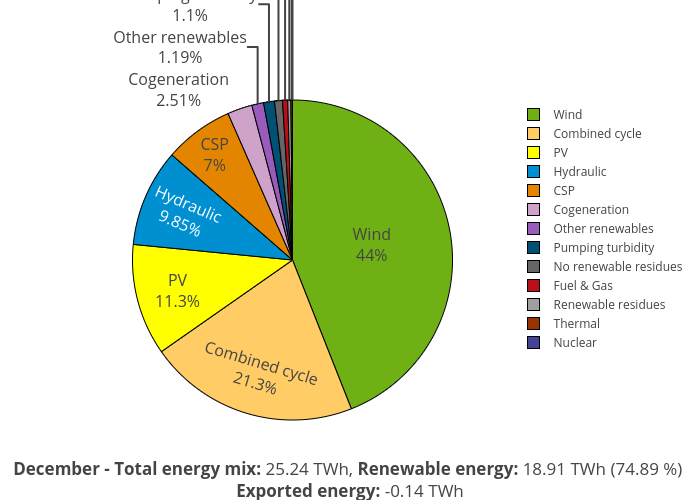 1.1%
Other renewables
1.19%
Cogeneration
2.51%
CSP
7%
Hydraulic
9.85%
PV
11.3%
Combined cycle
21.3%
Wind
44%
Wind
Combined cycle
PV
Hydraulic
CSP
Cogeneration
Other renewables
Pumping turbidity
No renewable residues
Fuel & Gas
Renewable residues
Thermal
Nuclear
December - Total energy mix: 25.24 TWh, Renewable energy: 18.91 TWh (74.89 %)
Exported energy: -0.14 TWh